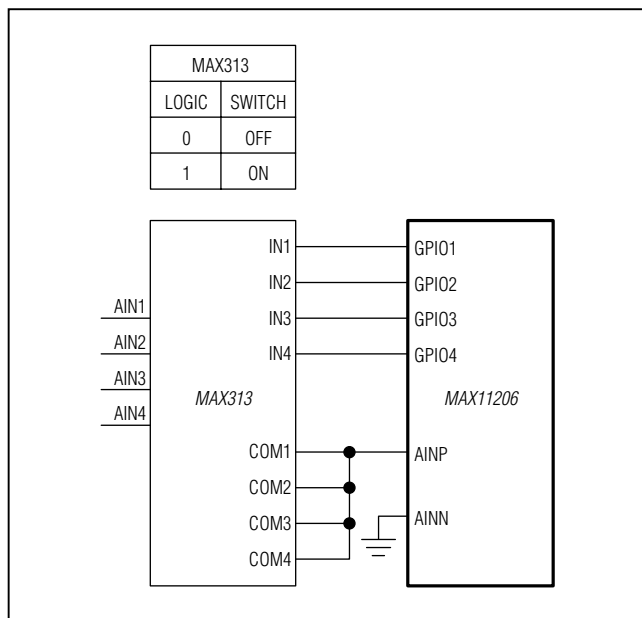 MAX313
LOGIC SWITCH
0 OFF
1 ON
IN1 GPIO1
IN2 GPIO2
AIN1 IN3 GPIO3
AIN2 IN4 GPIO4
AIN3
MAX313 MAX11206
AIN4
COM1 AINP
COM2
COM3 AINN
COM4